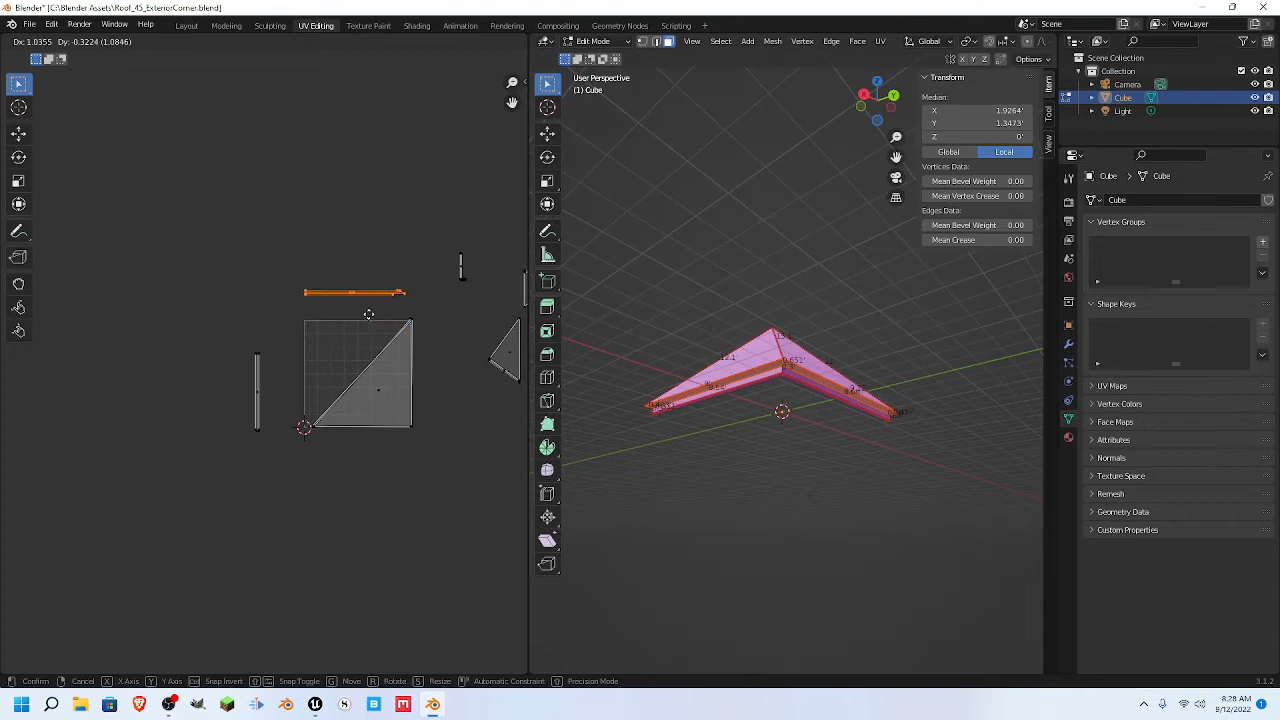 Blender* [C:\Blender Assets\Roof_45_ExteriorCorner.blend]
File Edit Render Window Help Layout Modeling Sculpting UV Editing Texture Paint Shading Animation Rendering Compositing Geometry Nodes Scripting + Scene ViewLayer
Dx: 1.0355 Dy: -0.3224 (1.0846)
Edit Mode View Select Add Mesh Vertex Edge Face UV Global
X Y Z Options
User Perspective
(1) Cube
Transform
Median:
X 1.9264'
Y 1.3473'
Z 0'
Global Local
Vertices Data:
Mean Bevel Weight 0.00
Mean Vertex Crease 0.00
Edges Data:
Mean Bevel Weight 0.00
Mean Crease 0.00
Item
Tool
View
Z
X
Y
Scene Collection
Collection
Camera
Cube
Light
Cube Cube
Cube
Vertex Groups
Shape Keys
UV Maps
Vertex Colors
Face Maps
Attributes
Normals
Texture Space
Remesh
Geometry Data
Custom Properties
Confirm Cancel X X-Axis Y Y Axis Snap Invert Snap Toggle G Move R Rotate S Resize Automatic Constraint Precision Mode
3.1.2
8:28 AM
9/12/2022